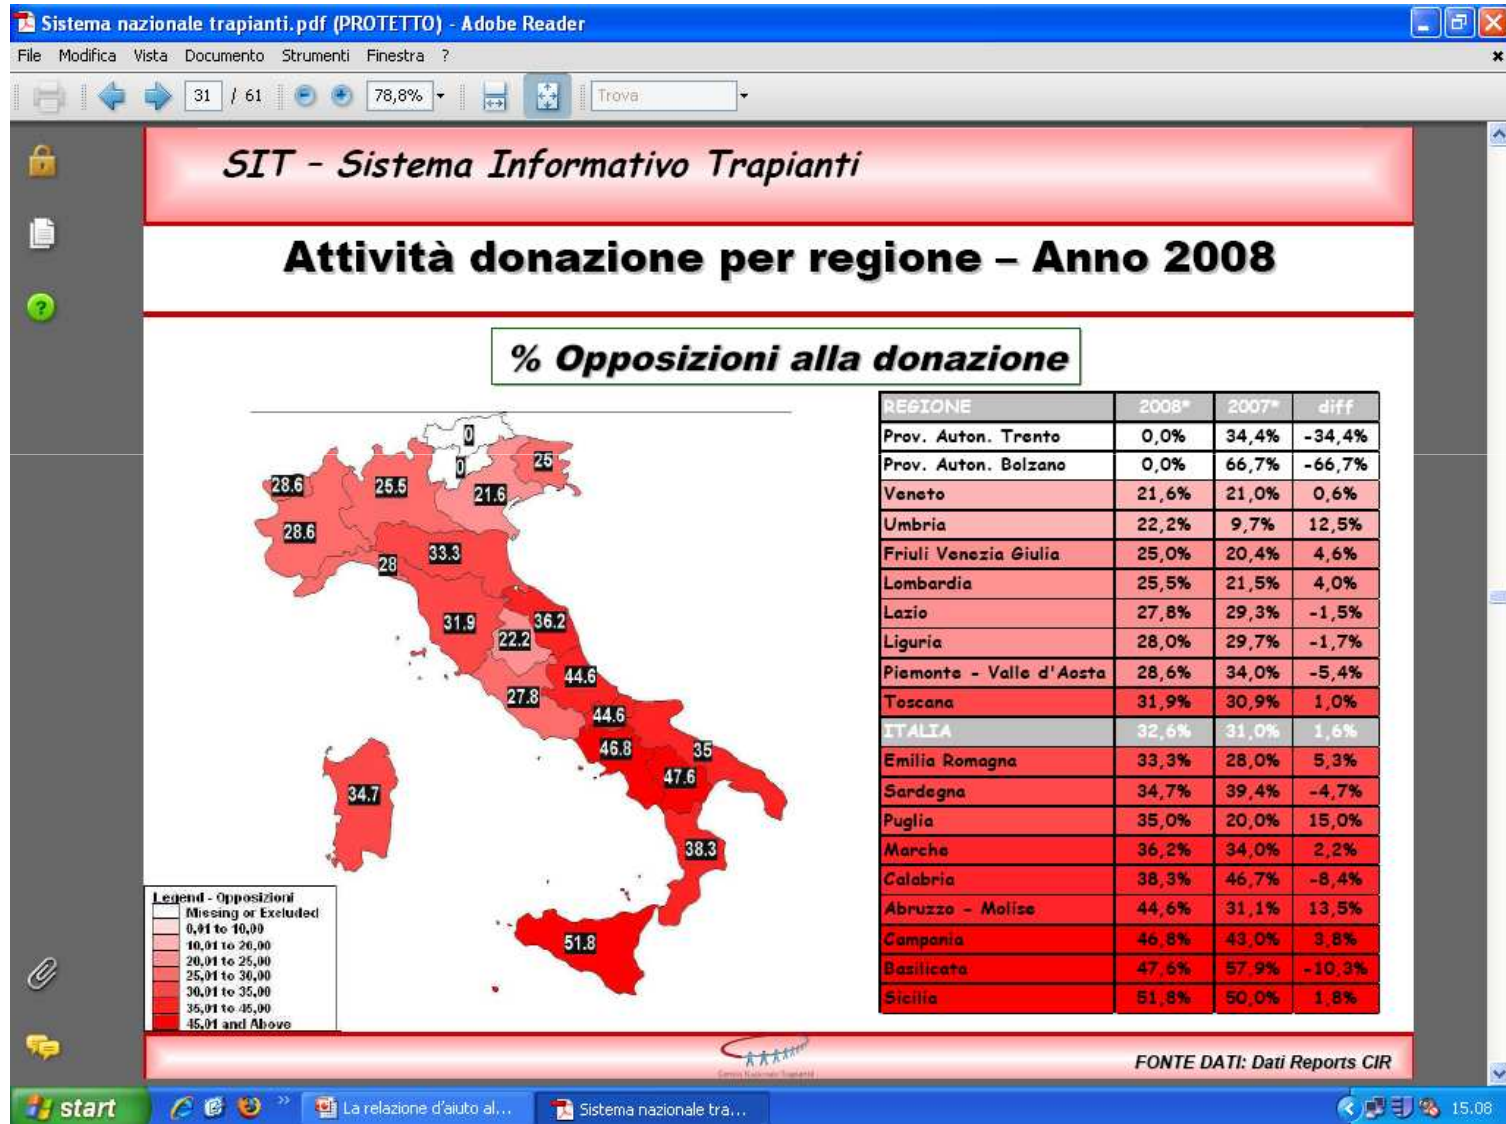 Sistema nazionale trapianti.pdf (PROTETTO) - Adobe Reader
File Modifica Vista Documento Strumenti Finestra ?
31 / 61 78,8% Trova
SIT - Sistema Informativo Trapianti
Attività donazione per regione – Anno 2008
% Opposizioni alla donazione
0
0
25
28.6
25.5
21.6
28.6
33.3
28
31.9
36.2
22.2
44.6
27.8
44.6
46.8
35
47.6
34.7
38.3
51.8
REGIONE 2008* 2007* diff
Prov. Auton. Trento 0,0% 34,4% -34,4%
Prov. Auton. Bolzano 0,0% 66,7% -66,7%
Veneto 21,6% 21,0% 0,6%
Umbria 22,2% 9,7% 12,5%
Friuli Venezia Giulia 25,0% 20,4% 4,6%
Lombardia 25,5% 21,5% 4,0%
Lazio 27,8% 29,3% -1,5%
Liguria 28,0% 29,7% -1,7%
Piemonte - Valle d'Aosta 28,6% 34,0% -5,4%
Toscana 31,9% 30,9% 1,0%
ITALIA 32,6% 31,0% 1,6%
Emilia Romagna 33,3% 28,0% 5,3%
Sardegna 34,7% 39,4% -4,7%
Puglia 35,0% 20,0% 15,0%
Marche 36,2% 34,0% 2,2%
Calabria 38,3% 46,7% -8,4%
Abruzzo - Molise 44,6% 31,1% 13,5%
Campania 46,8% 43,0% 3,8%
Basilicata 47,6% 57,9% -10,3%
Sicilia 51,8% 50,0% 1,8%
Legend - Opposizioni
Missing or Excluded
0,01 to 10,00
10,01 to 20,00
20,01 to 25,00
25,01 to 30,00
30,01 to 35,00
35,01 to 45,00
45,01 and Above
Centro Nazionale Trapianti
FONTE DATI: Dati Reports CIR
start
La relazione d'aiuto al...
Sistema nazionale tra...
15.08